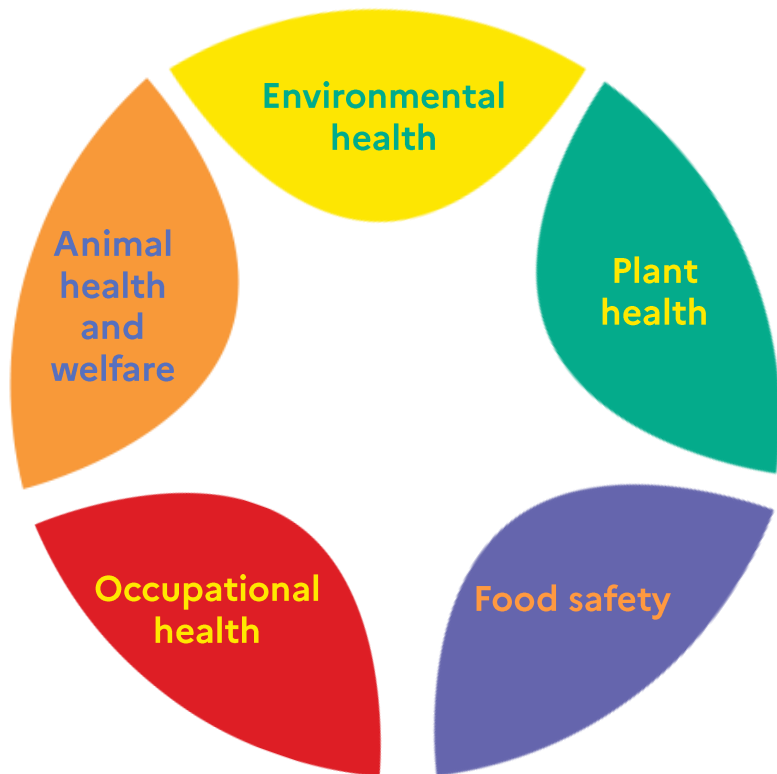 Environmental
health
Plant
health
Food safety
Occupational
health
Animal
health
and
welfare